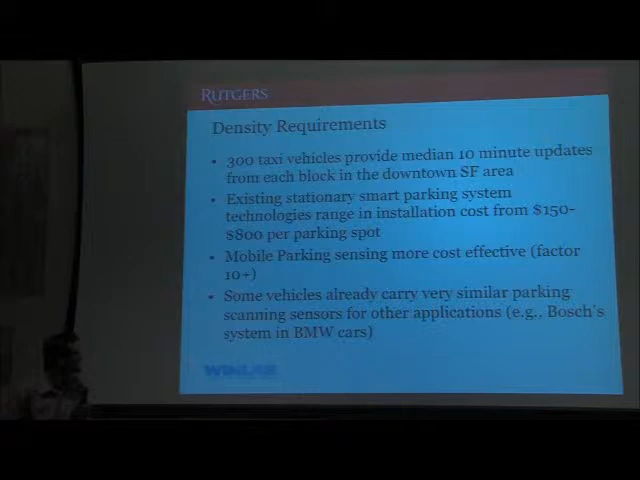 RUTGERS
Density Requirements
• 300 taxi vehicles provide median 10 minute updates
from each block in the downtown SF area
• Existing stationary smart parking system
technologies range in installation cost from $150-
$800 per parking spot
• Mobile Parking sensing more cost effective (factor
10+)
• Some vehicles already carry very similar parking
scanning sensors for other applications (e.g., Bosch's
system in BMW cars)
WINLAB